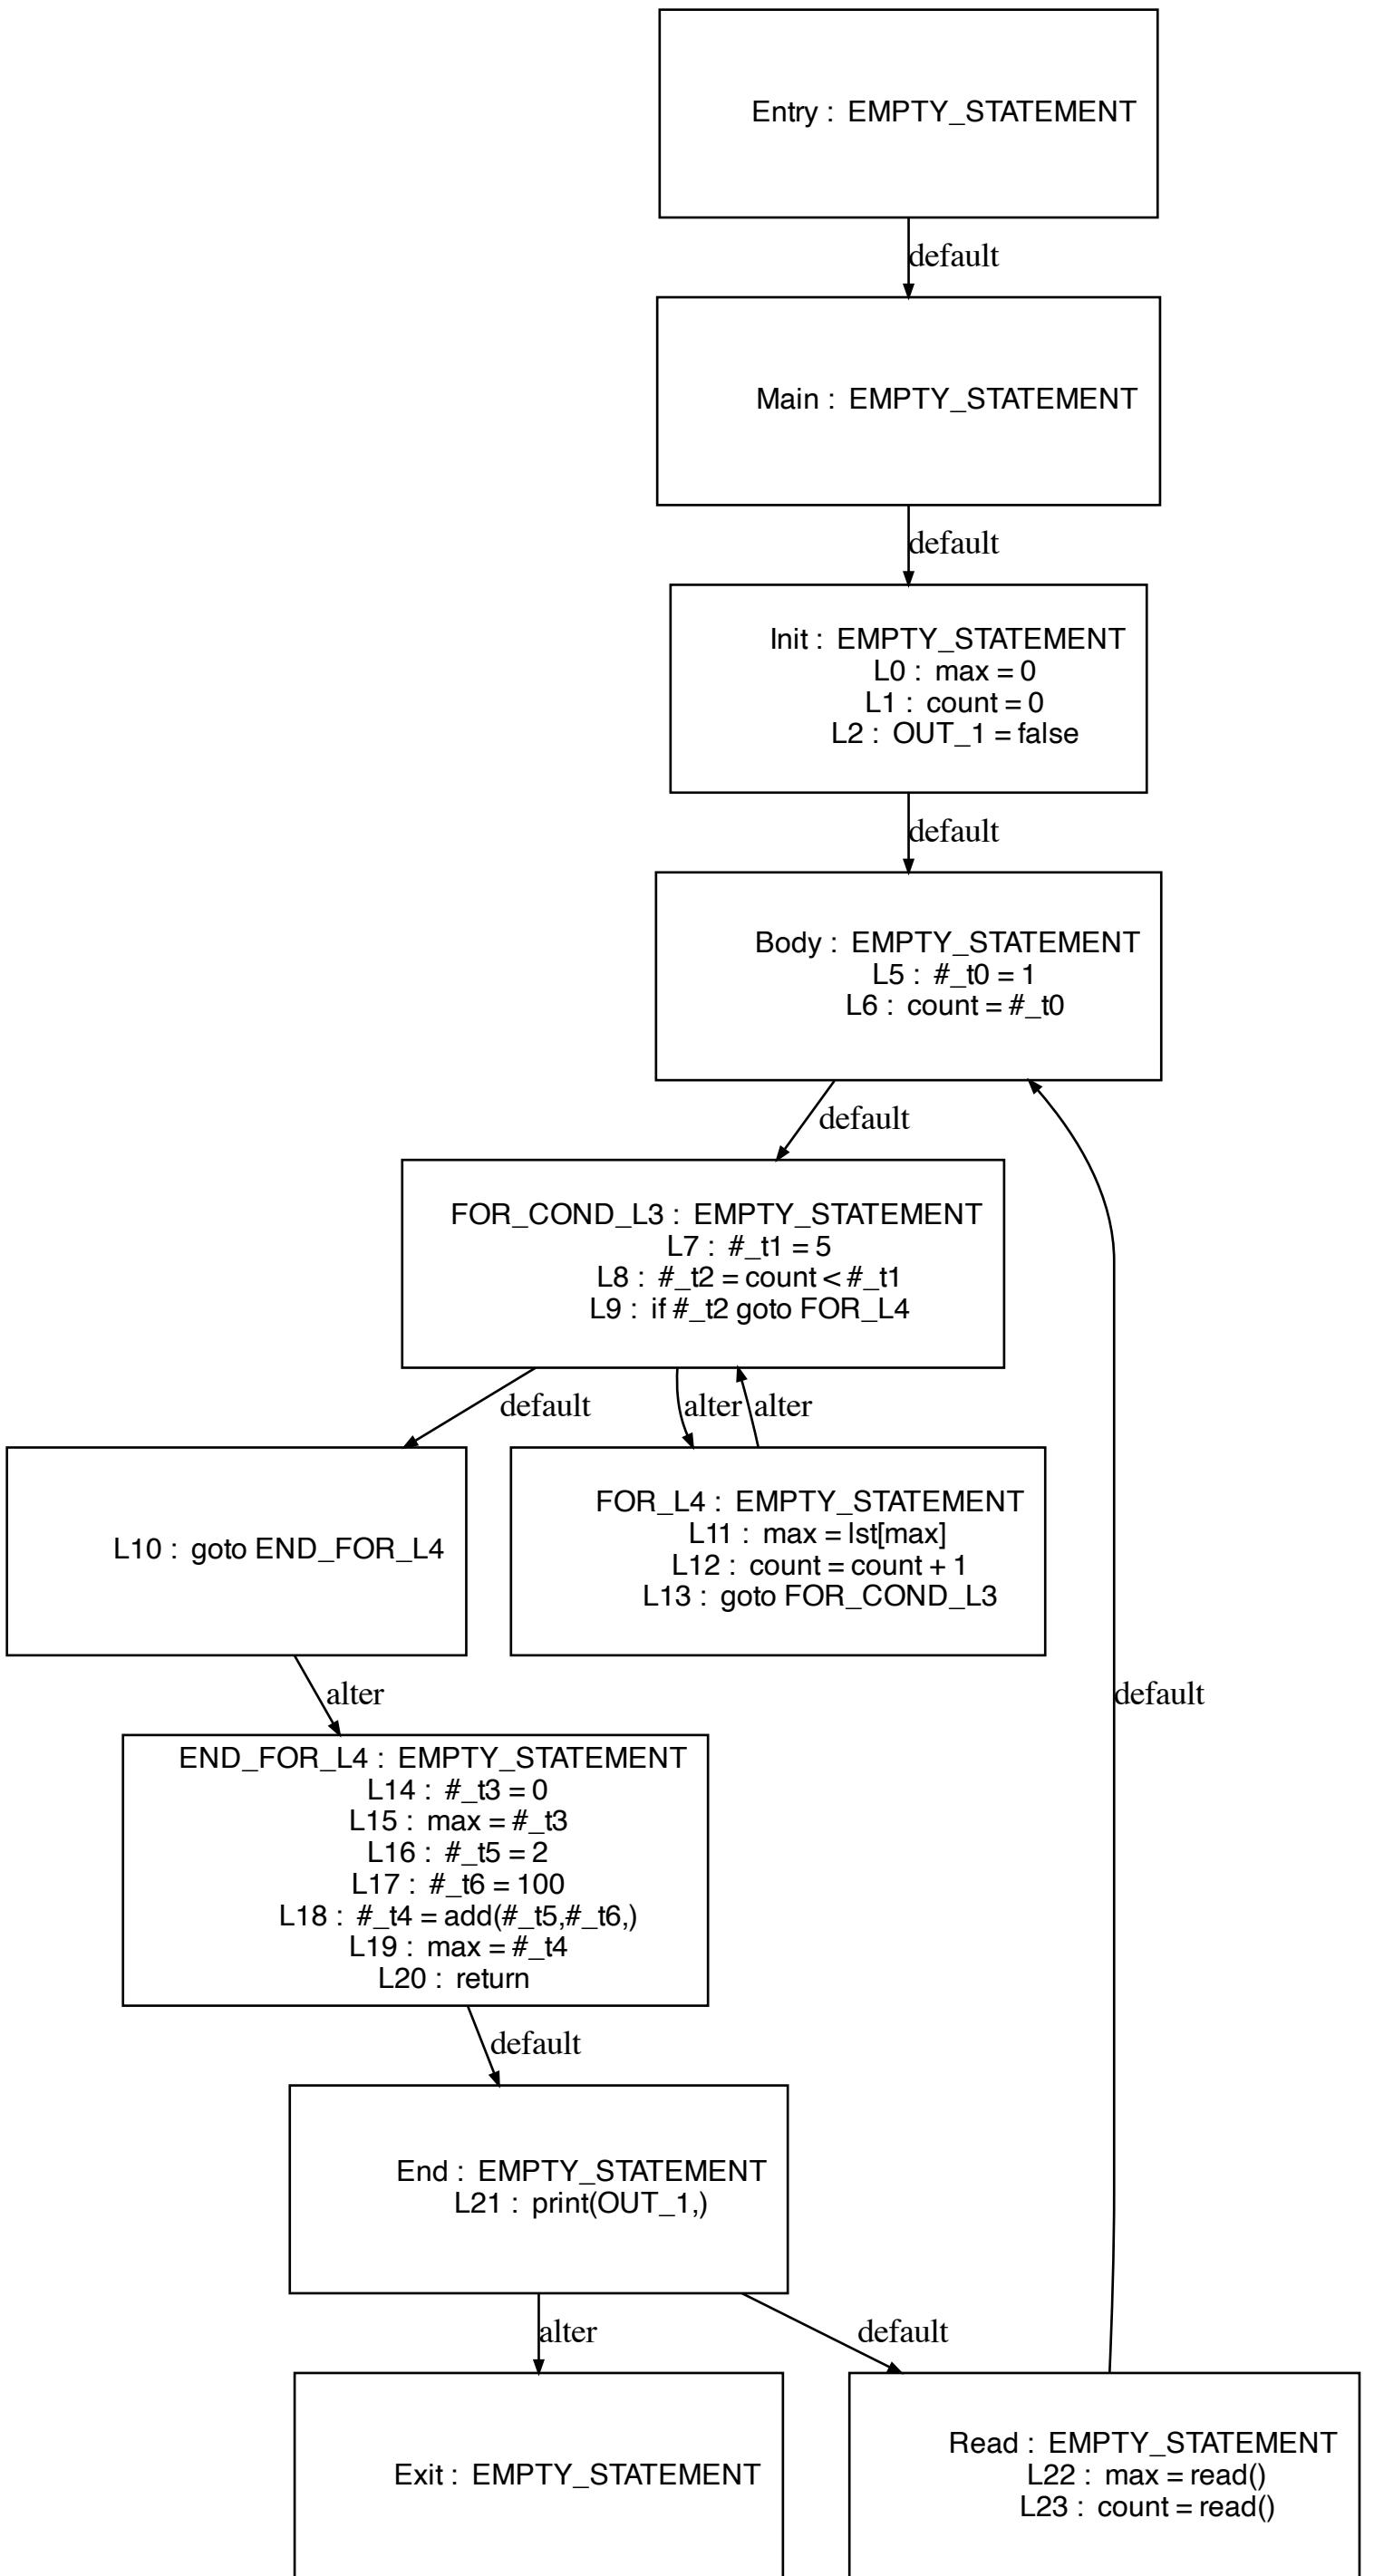 Entry : EMPTY_STATEMENT
default
Main : EMPTY_STATEMENT
default
Init : EMPTY_STATEMENT
L0 : max = 0
L1 : count = 0
L2 : OUT_1 = false
default
Body : EMPTY_STATEMENT
L5 : #_t0 = 1
L6 : count = #_t0
default
FOR_COND_L3 : EMPTY_STATEMENT
L7 : #_t1 = 5
L8 : #_t2 = count < #_t1
L9 : if #_t2 goto FOR_L4
default
alter
alter
L10 : goto END_FOR_L4
FOR_L4 : EMPTY_STATEMENT
L11 : max = lst[max]
L12 : count = count + 1
L13 : goto FOR_COND_L3
alter
default
END_FOR_L4 : EMPTY_STATEMENT
L14 : #_t3 = 0
L15 : max = #_t3
L16 : #_t5 = 2
L17 : #_t6 = 100
L18 : #_t4 = add(#_t5,#_t6,)
L19 : max = #_t4
L20 : return
default
End : EMPTY_STATEMENT
L21 : print(OUT_1,)
alter
default
Exit : EMPTY_STATEMENT
Read : EMPTY_STATEMENT
L22 : max = read()
L23 : count = read()